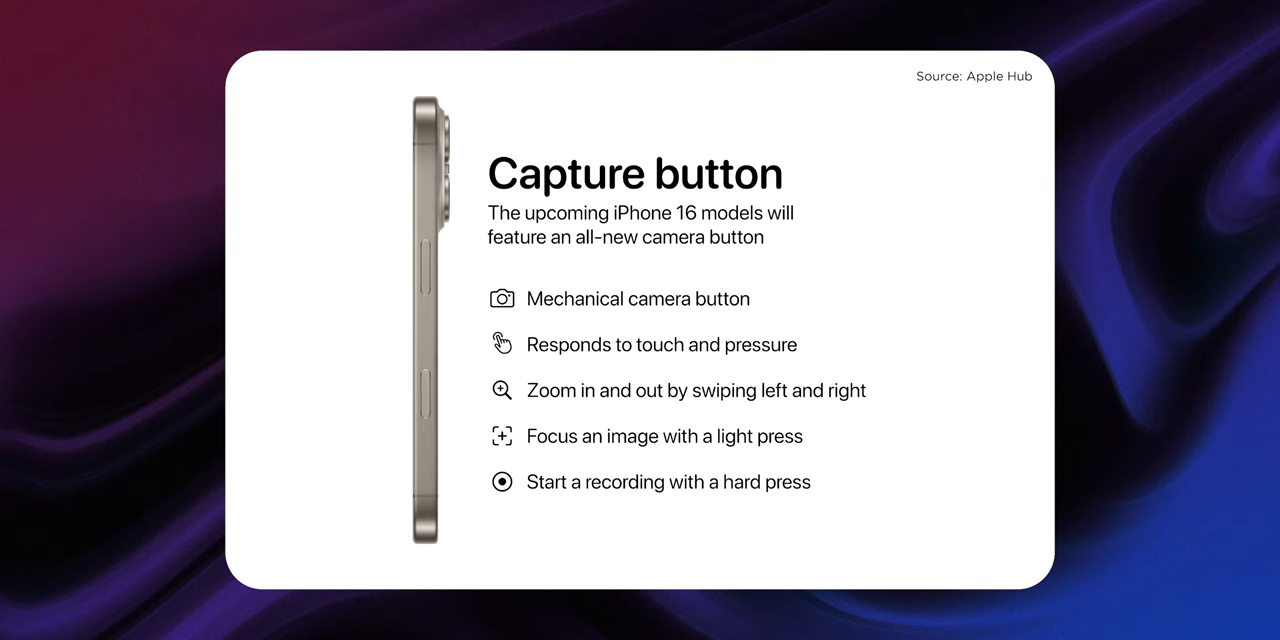 Source: Apple Hub
Capture button
The upcoming iPhone 16 models will
feature an all-new camera button
Mechanical camera button
Responds to touch and pressure
Zoom in and out by swiping left and right
Focus an image with a light press
Start a recording with a hard press